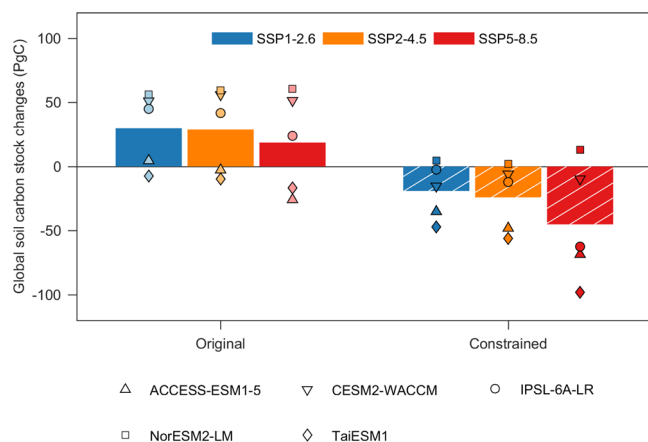 Global soil carbon stock changes (PgC)
100
50
0
-50
-100
SSP1-2.6 SSP2-4.5 SSP5-8.5
Original Constrained
ACCESS-ESM1-5 CESM2-WACCM IPSL-6A-LR
NorESM2-LM TaiESM1